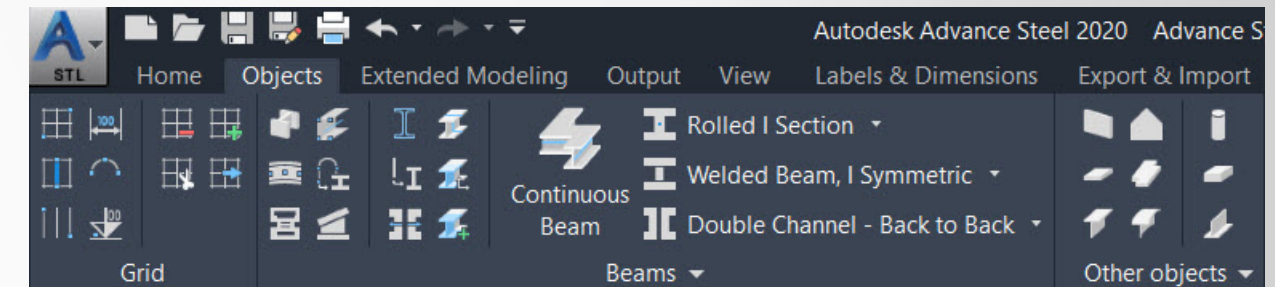 Autodesk Advance Steel 2020 Advance S
STL Home Objects Extended Modeling Output View Labels & Dimensions Export & Import
100
Rolled I Section
Welded Beam, I Symmetric
Continuous
Beam
Double Channel - Back to Back
00
Grid Beams Other objects